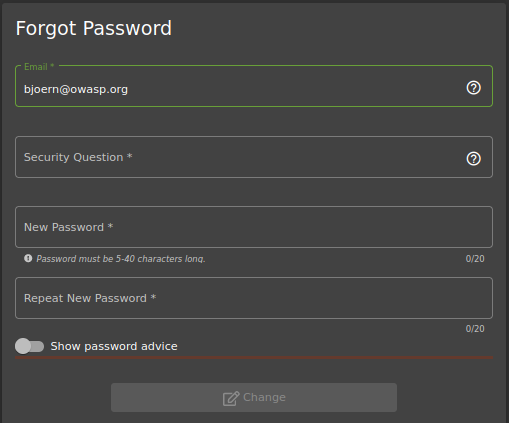 Forgot Password
Email *
bjoern@owasp.org
Security Question *
New Password *
Password must be 5-40 characters long.
0/20
Repeat New Password *
0/20
Show password advice
Change